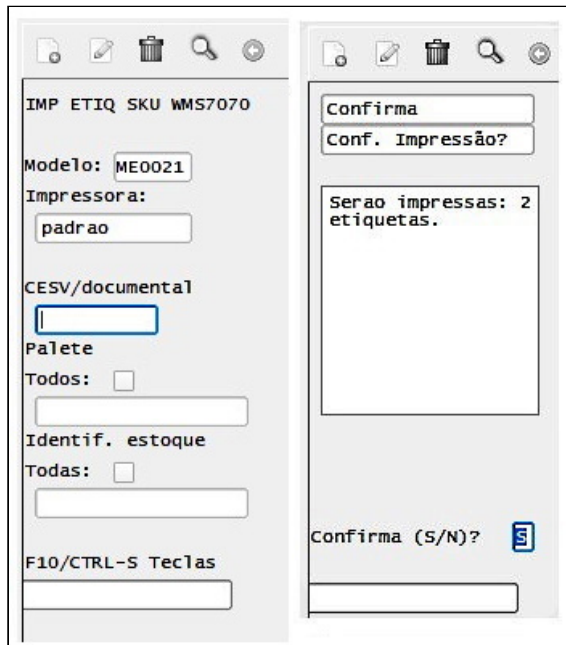 IMP ETIQ SKU WMS7070
Modelo: ME0021
Impressora:
padrao
CESV/documental
Palete
Todos:
Identif. estoque
Todas:
F10/CTRL-S Teclas
Confirma
Conf. Impressão?
Serao impressas: 2
etiquetas.
Confirma (S/N)? S